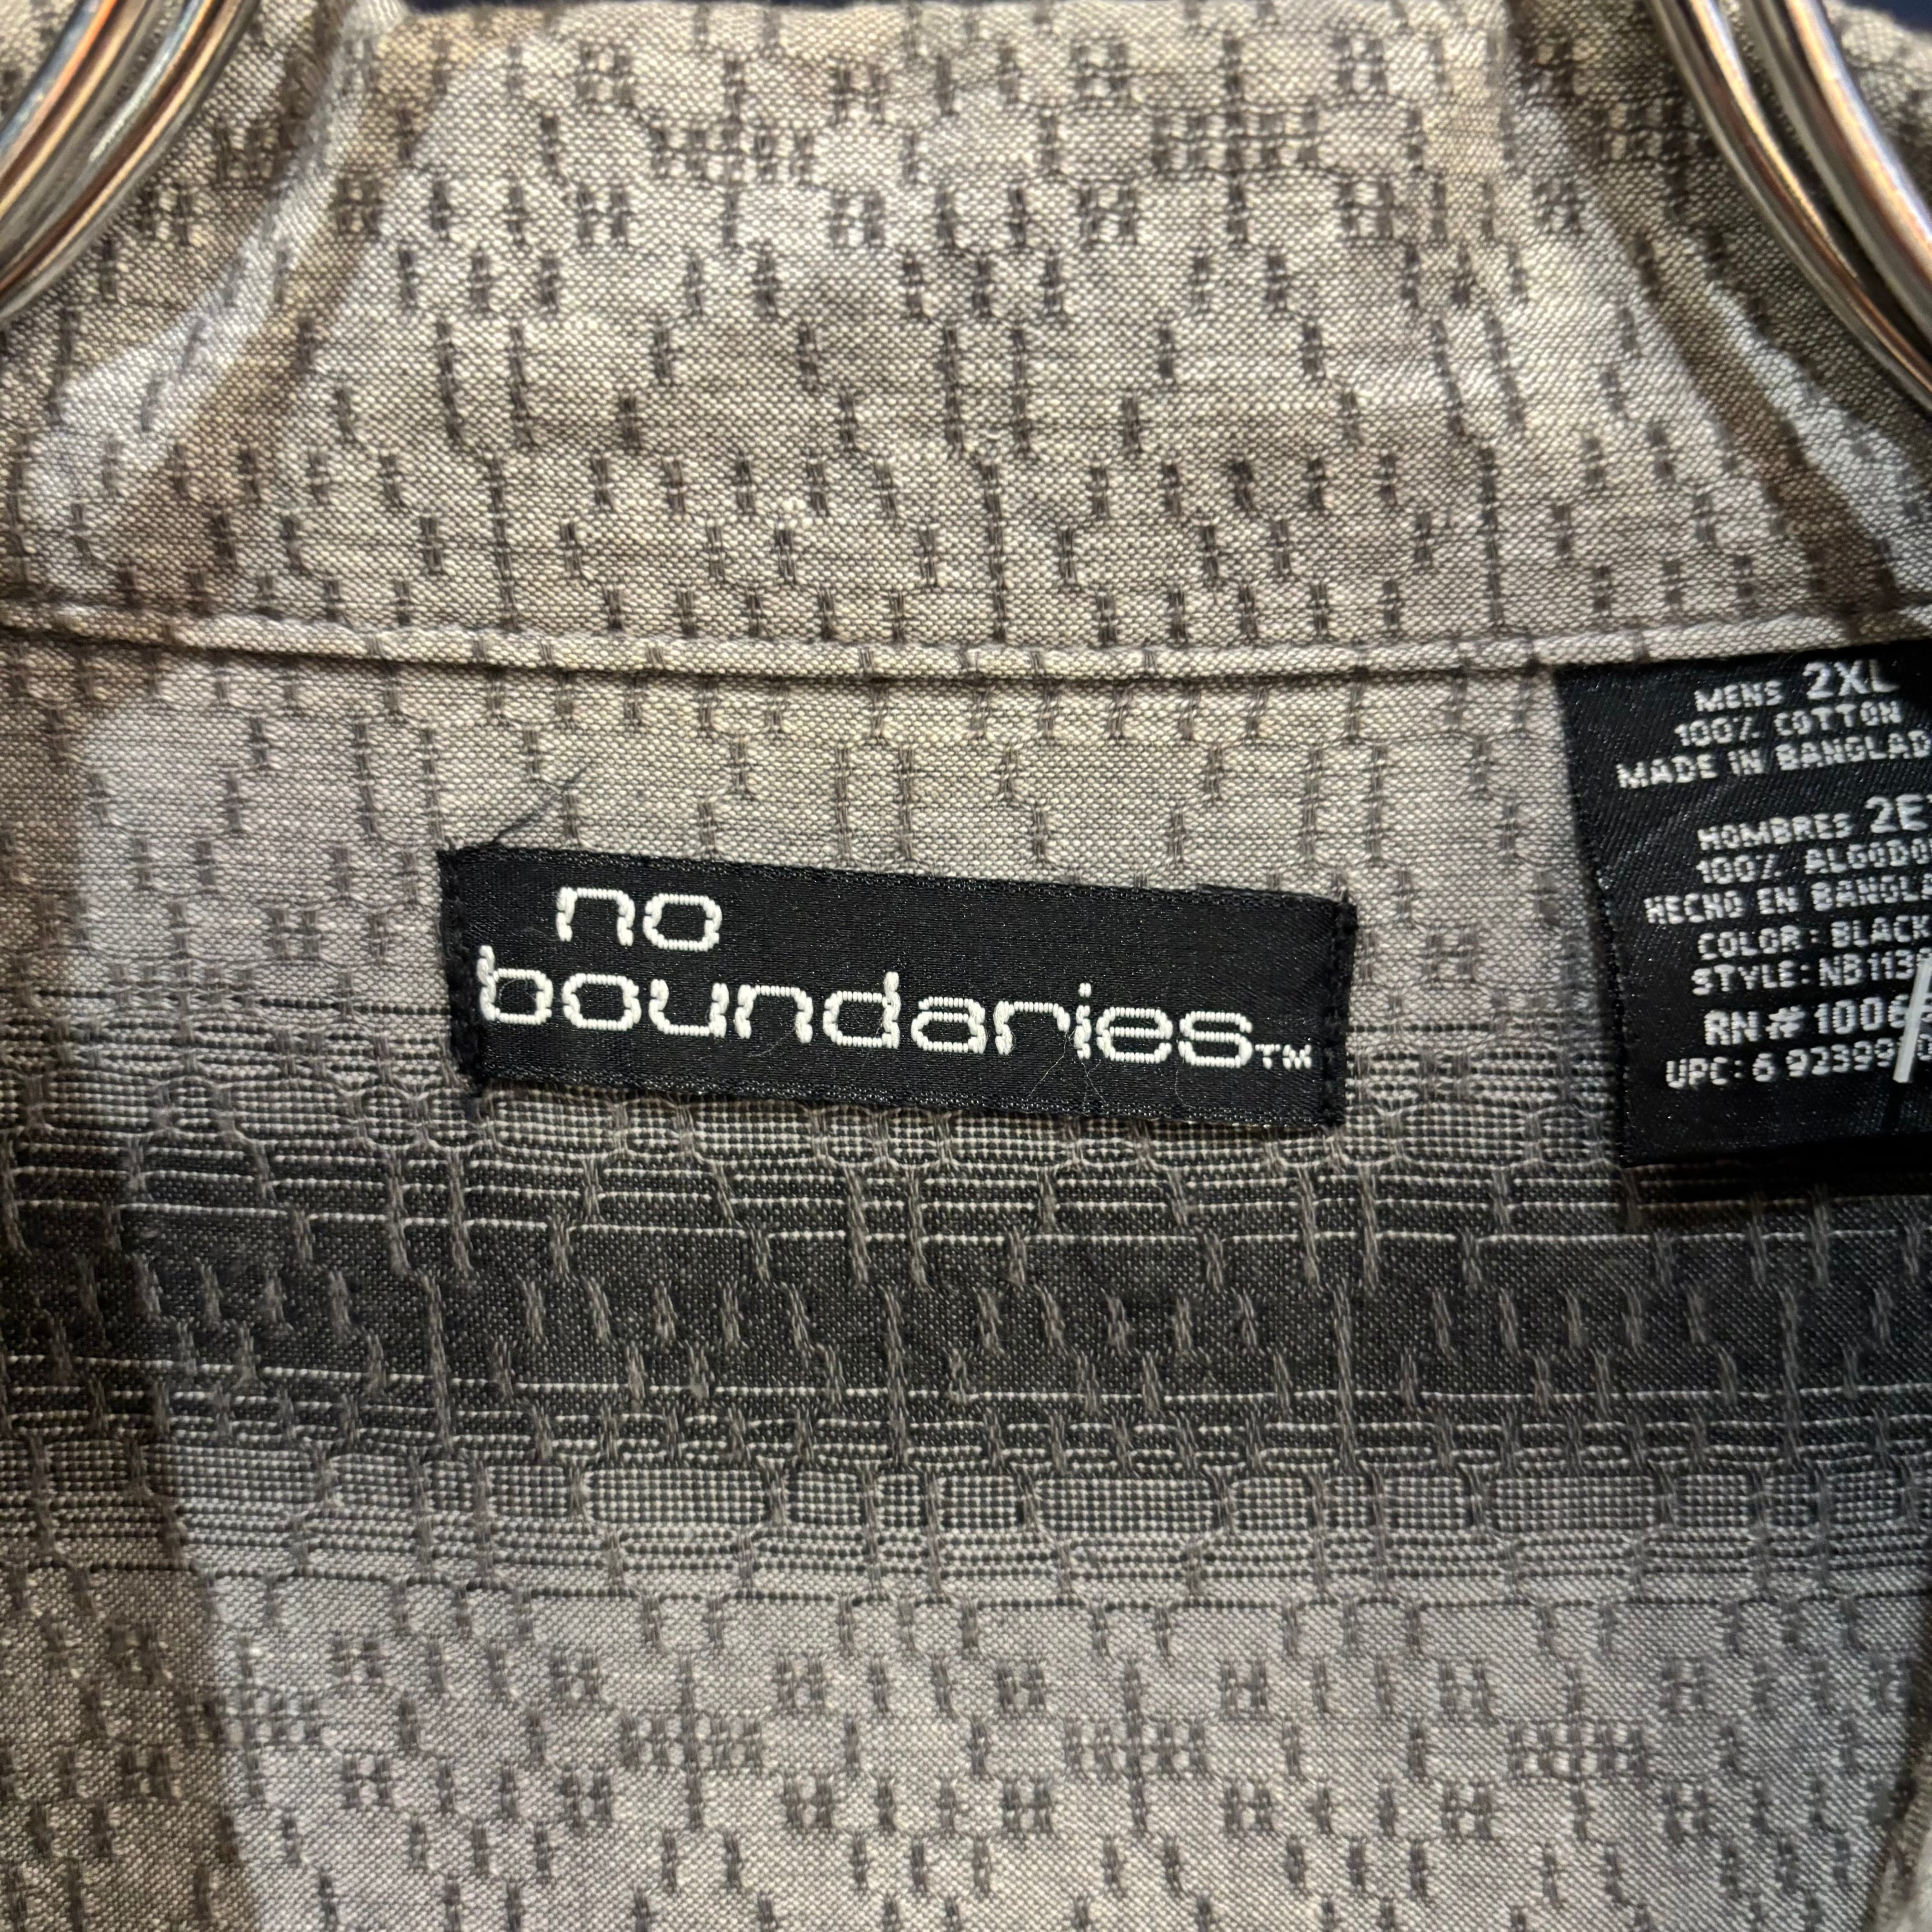 no
boundaries™
MENS 2XL
100% COTTON
MADE IN BANGLAD
HOMBRES 2E
100% ALGODO
HECHO EN BANGLA
COLOR: BLACK
STYLE: NB113
RN# 1006
UPC: 6 92399